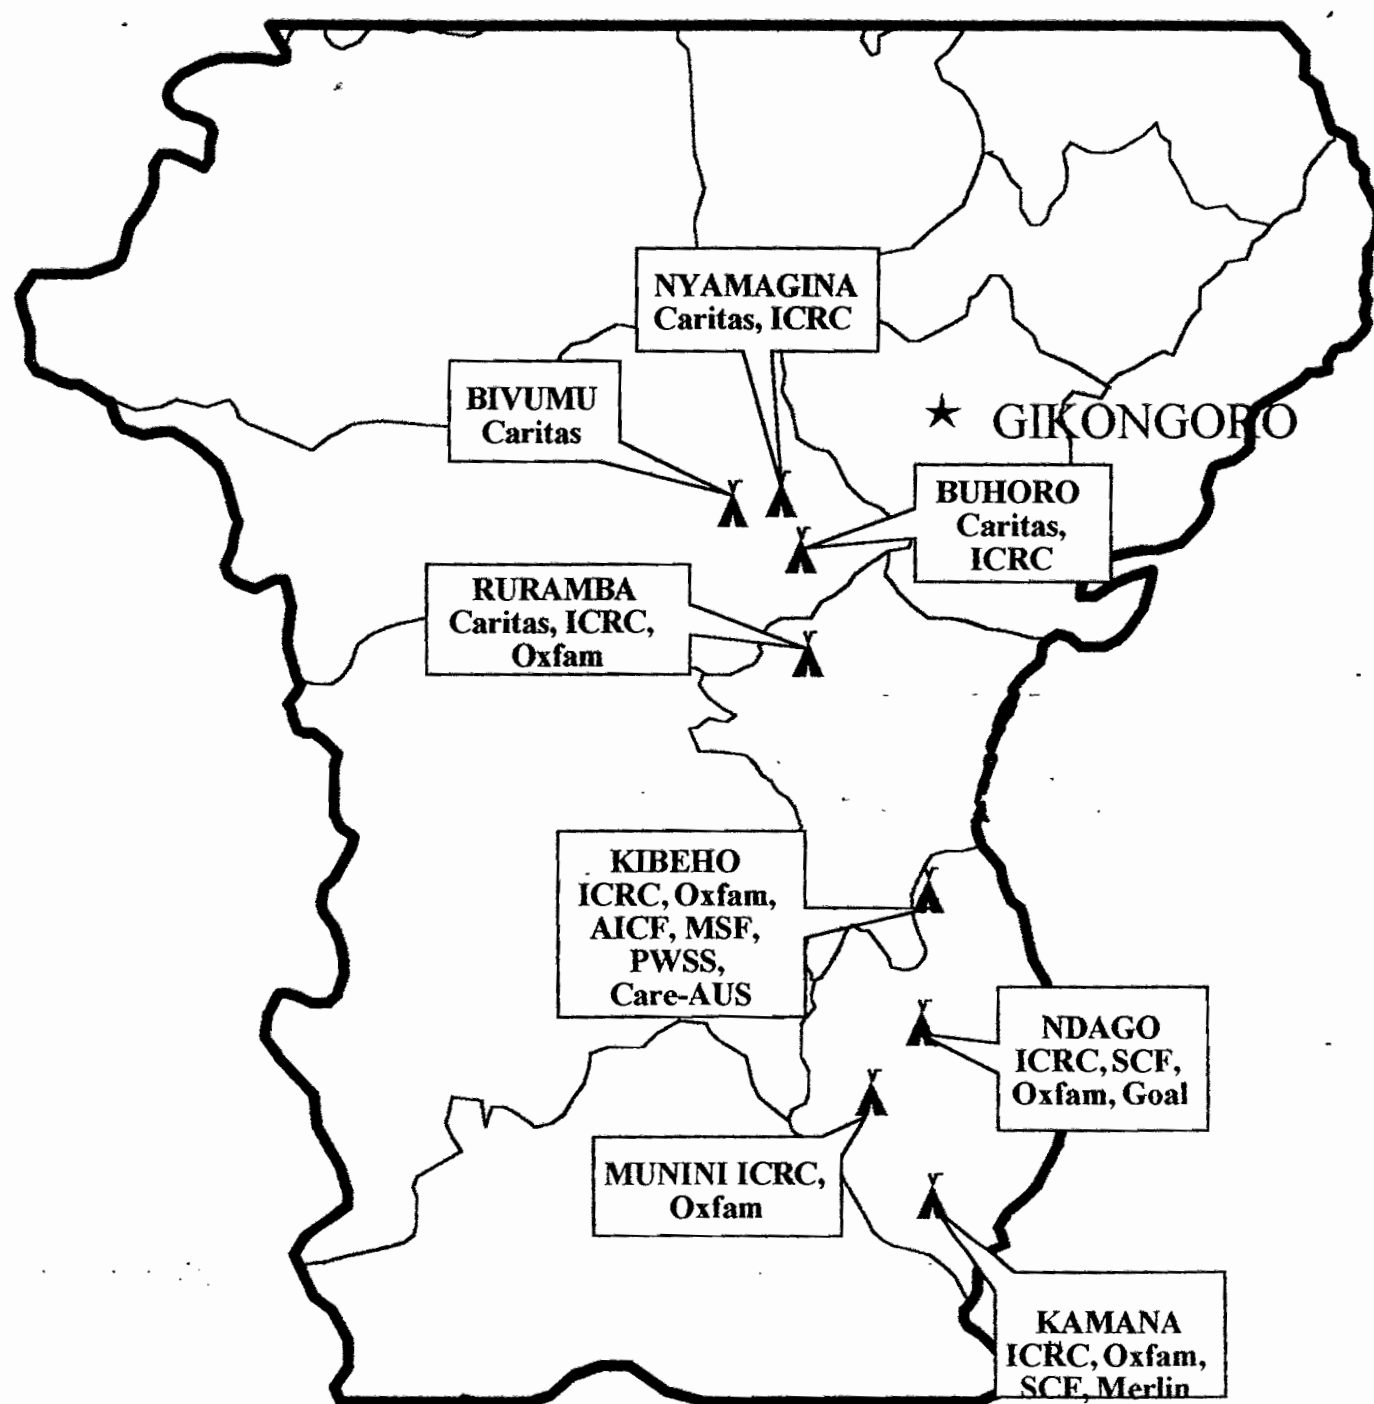 NYAMAGINA
Caritas, ICRC
BIVUMU
Caritas
GIKONGORO
BUHORO
Caritas,
ICRC
RURAMBA
Caritas, ICRC,
Oxfam
KIBEHO
ICRC, Oxfam,
AICF, MSF,
PWSS,
Care-AUS
NDAGO
ICRC, SCF,
Oxfam, Goal
MUNINI ICRC,
Oxfam
KAMANA
ICRC, Oxfam,
SCF, Merlin